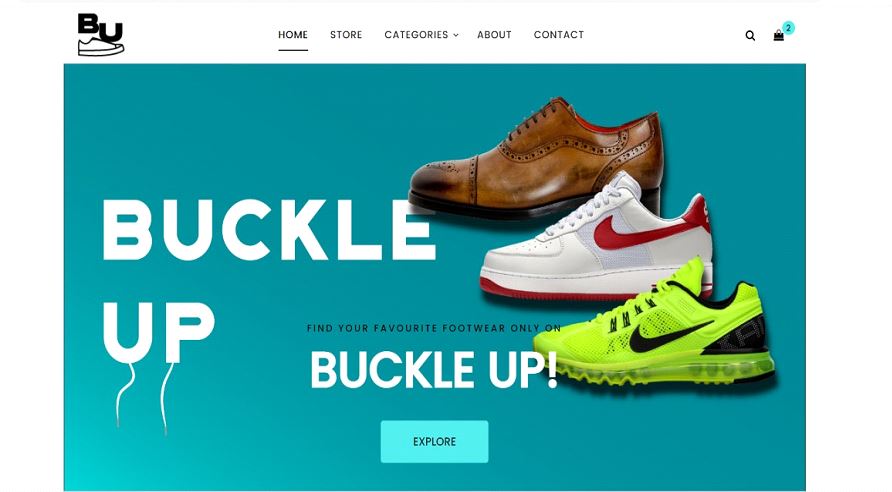 BU
HOME STORE CATEGORIES ABOUT CONTACT 2
BUCKLE
UP
FIND YOUR FAVOURITE FOOTWEAR ONLY ON
BUCKLE UP!
EXPLORE